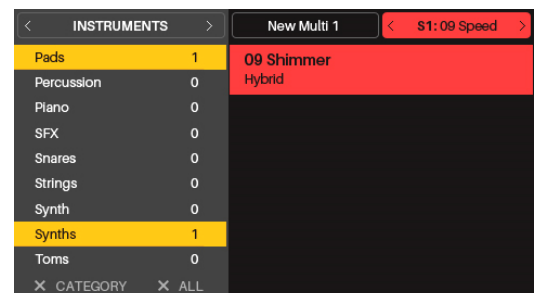 < INSTRUMENTS >
New Multi 1
< S1: 09 Speed >
Pads 1
Percussion 0
Piano 0
SFX 0
Snares 0
Strings 0
Synth 0
Synths 1
Toms 0
X CATEGORY X ALL
09 Shimmer
Hybrid